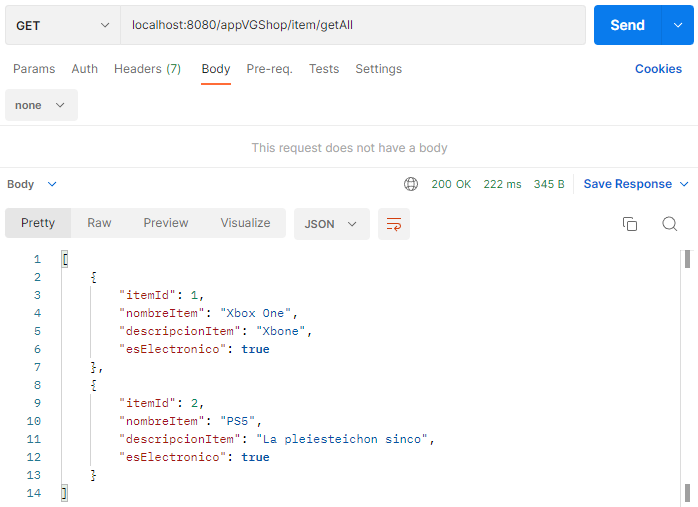 GET localhost:8080/appVGShop/item/getAll Send
Params Auth Headers (7) Body Pre-req. Tests Settings Cookies
none
This request does not have a body
Body 200 OK 222 ms 345 B Save Response
Pretty Raw Preview Visualize JSON
1 [
2 {
3 "itemId": 1,
4 "nombreItem": "Xbox One",
5 "descripcionItem": "Xbone",
6 "esElectronico": true
7 },
8 {
9 "itemId": 2,
10 "nombreItem": "PS5",
11 "descripcionItem": "La pleiesteichon sinco",
12 "esElectronico": true
13 }
14 ]